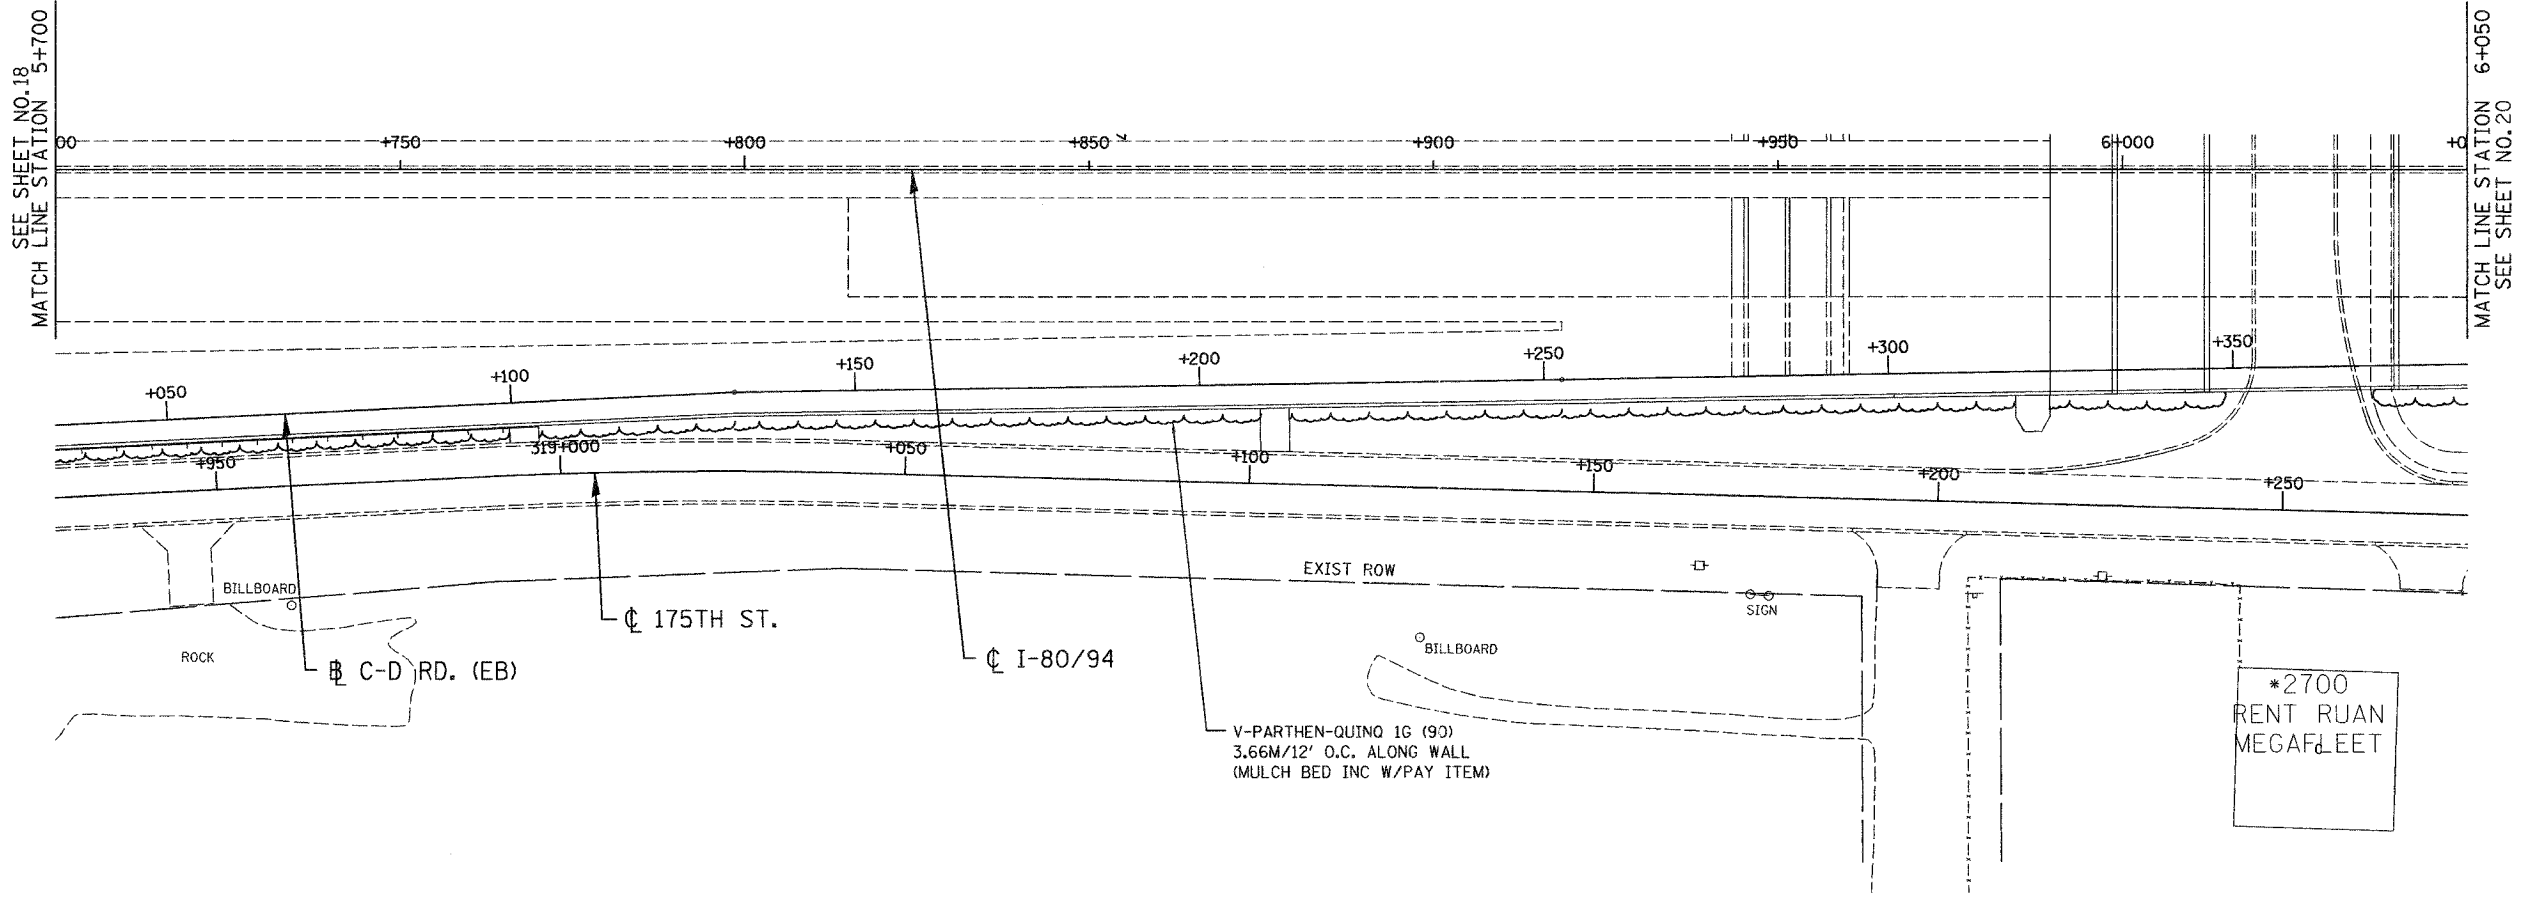 SEE SHEET NO.18
MATCH LINE STATION 5+700
00
+750
+800
+850
+900
+950
6+000
+0
MATCH LINE STATION 6+050
SEE SHEET NO.20
+050
+100
+150
+200
+250
+300
+350
+950
319+000
+050
+100
+150
+200
+250
BILLBOARD
ROCK
℄ 175TH ST.
B̵L C-D RD. (EB)
℄ I-80/94
EXIST ROW
SIGN
BILLBOARD
V-PARTHEN-QUINQ 1G (90)
3.66M/12' O.C. ALONG WALL
(MULCH BED INC W/PAY ITEM)
*2700
RENT RUAN
MEGAFLEET